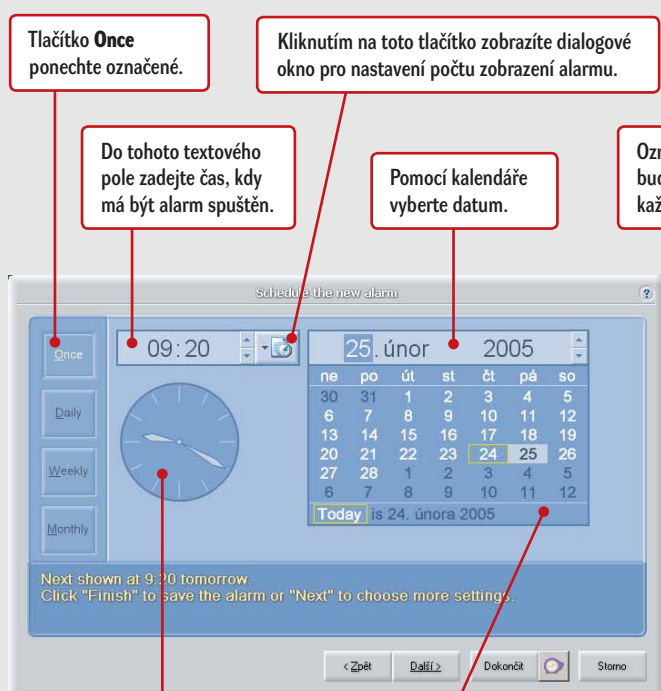 Tlačítko Once
ponechte označené.
Kliknutím na toto tlačítko zobrazíte dialogové
okno pro nastavení počtu zobrazení alarmu.
Do tohoto textového
pole zadejte čas, kdy
má být alarm spuštěn.
Pomocí kalendáře
vyberte datum.
Schedule the new alarm
?
Once
Daily
Weekly
Monthly
09:20
25. únor 2005
ne po út st čt pá so
30 31 1 2 3 4 5
6 7 8 9 10 11 12
13 14 15 16 17 18 19
20 21 22 23 24 25 26
27 28 1 2 3 4 5
6 7 8 9 10 11 12
Today is 24. února 2005
Next shown at 9:20 tomorrow.
Click "Finish" to save the alarm or "Next" to choose more settings.
< Zpět Další > Dokončit Storno